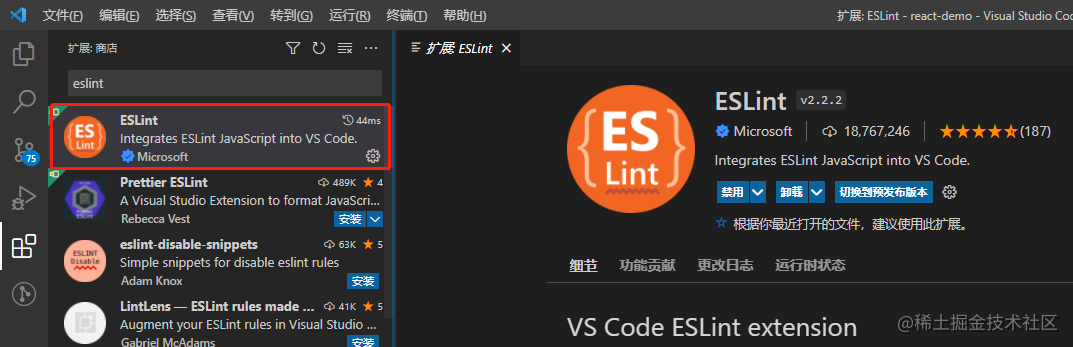 文件(F) 编辑(E) 选择(S) 查看(V) 转到(G) 运行(R) 终端(T) 帮助(H) 扩展: ESLint - react-demo - Visual Studio Cod
扩展: 商店
扩展: ESLint
eslint
ESLint 44ms
Integrates ESLint JavaScript into VS Code.
Microsoft
Prettier ESLint 489K 4
A Visual Studio Extension to format JavaScri...
Rebecca Vest 安装
eslint-disable-snippets 63K 5
Simple snippets for disable eslint rules
Adam Knox 安装
LintLens — ESLint rules made ... 41K 5
Augment your ESLint rules in Visual Studio ...
Gabriel McAdams 安装
75
{ES}
Lint
ESLINT
Disable
ES
Lint
ESLint v2.2.2
Microsoft 18,767,246 (187)
Integrates ESLint JavaScript into VS Code.
禁用 卸载 切换到预发布版本
根据你最近打开的文件，建议使用此扩展。
细节 功能贡献 更改日志 运行时状态
VS Code ESLint extension
@稀土掘金技术社区